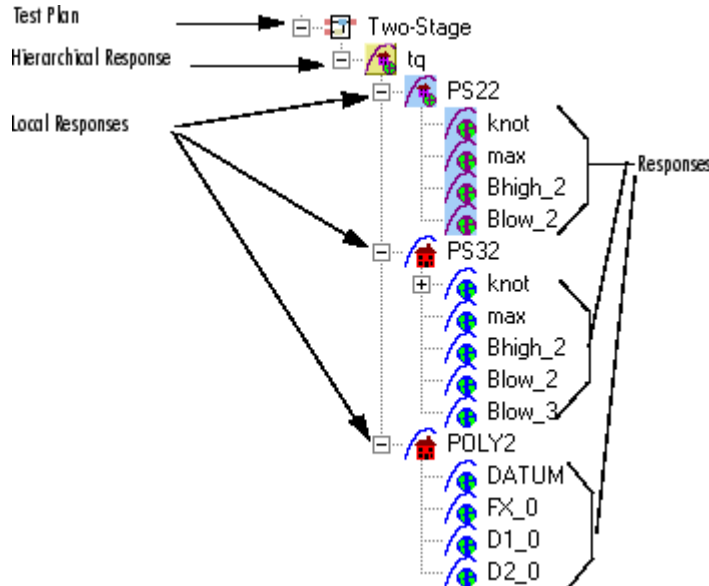 Test Plan
Two-Stage
Hierarchical Response
tq
PS22
Local Responses
knot
max
Responses
Bhigh_2
Blow_2
PS32
knot
max
Bhigh_2
Blow_2
Blow_3
POLY2
DATUM
FX_0
D1_0
D2_0